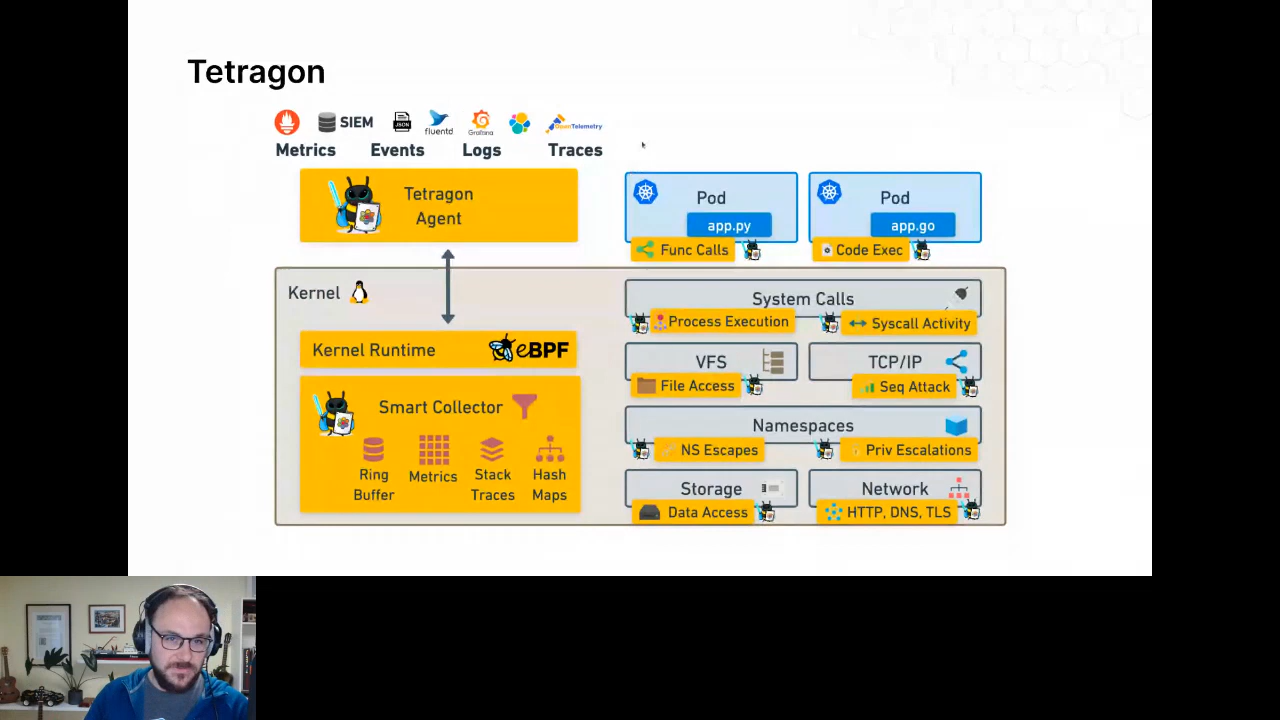 Tetragon
SIEM
JSON
fluentd
Grafana
OpenTelemetry
Metrics
Events
Logs
Traces
Tetragon
Agent
Pod
app.py
Func Calls
Pod
app.go
Code Exec
Kernel
Kernel Runtime
eBPF
Smart Collector
Ring
Buffer
Metrics
Stack
Traces
Hash
Maps
System Calls
Process Execution
Syscall Activity
VFS
File Access
TCP/IP
Seq Attack
Namespaces
NS Escapes
Priv Escalations
Storage
Data Access
Network
HTTP, DNS, TLS